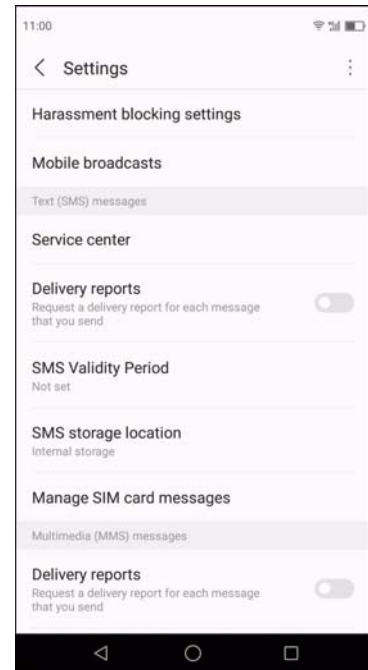 11:00
Settings
Harassment blocking settings
Mobile broadcasts
Text (SMS) messages
Service center
Delivery reports
Request a delivery report for each message
that you send
SMS Validity Period
Not set
SMS storage location
Internal storage
Manage SIM card messages
Multimedia (MMS) messages
Delivery reports
Request a delivery report for each message
that you send